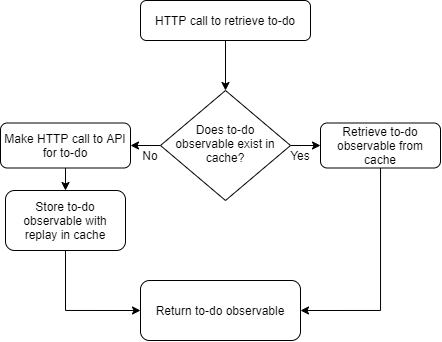 HTTP call to retrieve to-do
Does to-do
observable exist in
cache?
No
Yes
Make HTTP call to API
for to-do
Retrieve to-do
observable from
cache
Store to-do
observable with
replay in cache
Return to-do observable